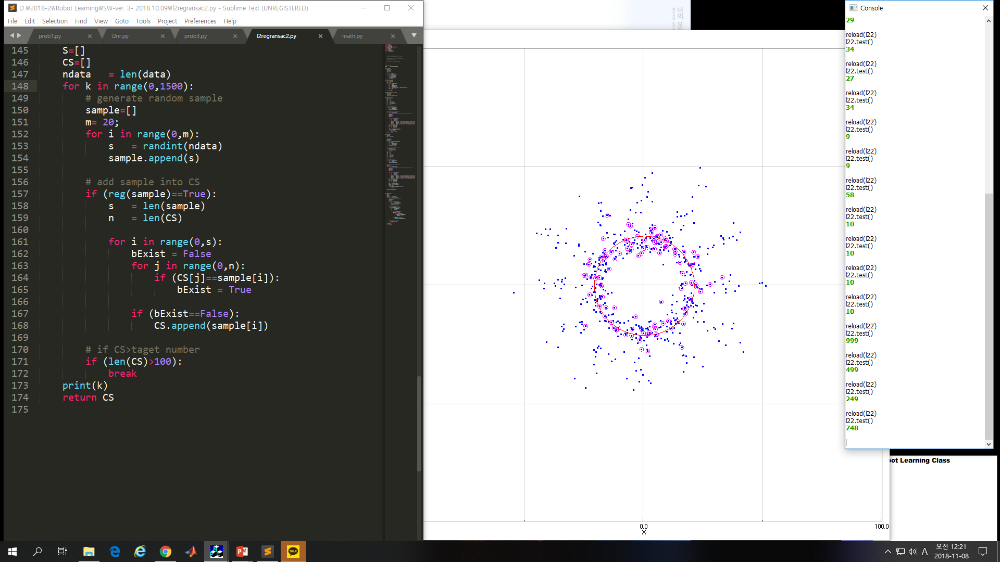 D:₩2018-2₩Robot Learning₩SW-ver. 3- 2018.10.09₩l2regransac2.py - Sublime Text (UNREGISTERED)
File Edit Selection Find View Goto Tools Project Preferences Help
prob1.py l2nr.py prob3.py l2regransac2.py math.py
145 S=[]
146 CS=[]
147 ndata = len(data)
148 for k in range(0,1500):
149 # generate random sample
150 sample=[]
151 m= 20;
152 for i in range(0,m):
153 s = randint(ndata)
154 sample.append(s)
155
156 # add sample into CS
157 if (reg(sample)==True):
158 s = len(sample)
159 n = len(CS)
160
161 for i in range(0,s):
162 bExist = False
163 for j in range(0,n):
164 if (CS[j]==sample[i]):
165 bExist = True
166
167 if (bExist==False):
168 CS.append(sample[i])
169
170 # if CS>taget number
171 if (len(CS)>100):
172 break
173 print(k)
174 return CS
175
0.0
X
100.0
Console
29
reload(l22)
l22.test()
34
reload(l22)
l22.test()
27
reload(l22)
l22.test()
34
reload(l22)
l22.test()
9
reload(l22)
l22.test()
9
reload(l22)
l22.test()
58
reload(l22)
l22.test()
10
reload(l22)
l22.test()
10
reload(l22)
l22.test()
10
reload(l22)
l22.test()
10
reload(l22)
l22.test()
999
reload(l22)
l22.test()
499
reload(l22)
l22.test()
249
reload(l22)
l22.test()
748
bot Learning Class
TALK
A
오전 12:21
2018-11-08